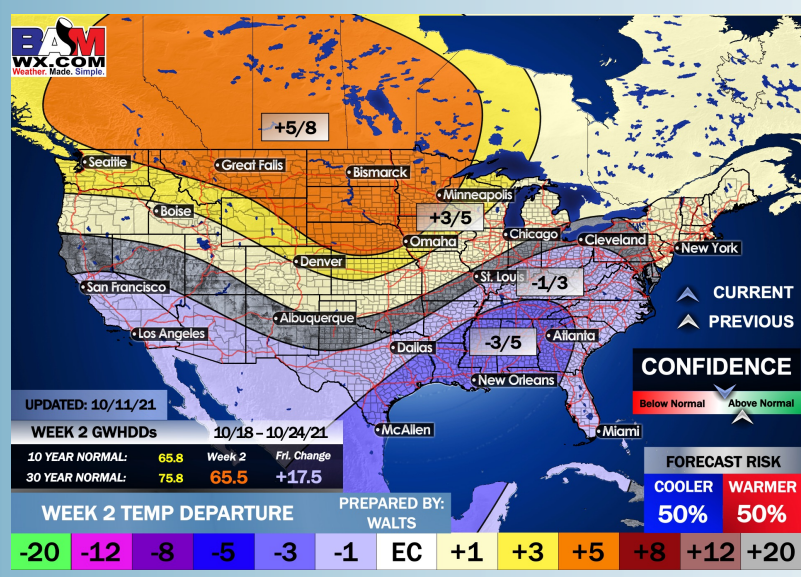 BAM
WX.COM
Weather. Made. Simple.
+5/8
Seattle
Great Falls
Bismarck
Minneapolis
Boise
+3/5
Omaha
Chicago
Cleveland
New York
Denver
St. Louis
-1/3
San Francisco
Albuquerque
Los Angeles
Dallas
-3/5
Atlanta
New Orleans
McAllen
Miami
CURRENT
PREVIOUS
CONFIDENCE
Below Normal Above Normal
UPDATED: 10/11/21
WEEK 2 GWHDDs 10/18 – 10/24/21
10 YEAR NORMAL: 65.8 Week 2 Fri. Change
30 YEAR NORMAL: 75.8 65.5 +17.5
FORECAST RISK
COOLER WARMER
50% 50%
WEEK 2 TEMP DEPARTURE
PREPARED BY:
WALTS
-20 -12 -8 -5 -3 -1 EC +1 +3 +5 +8 +12 +20